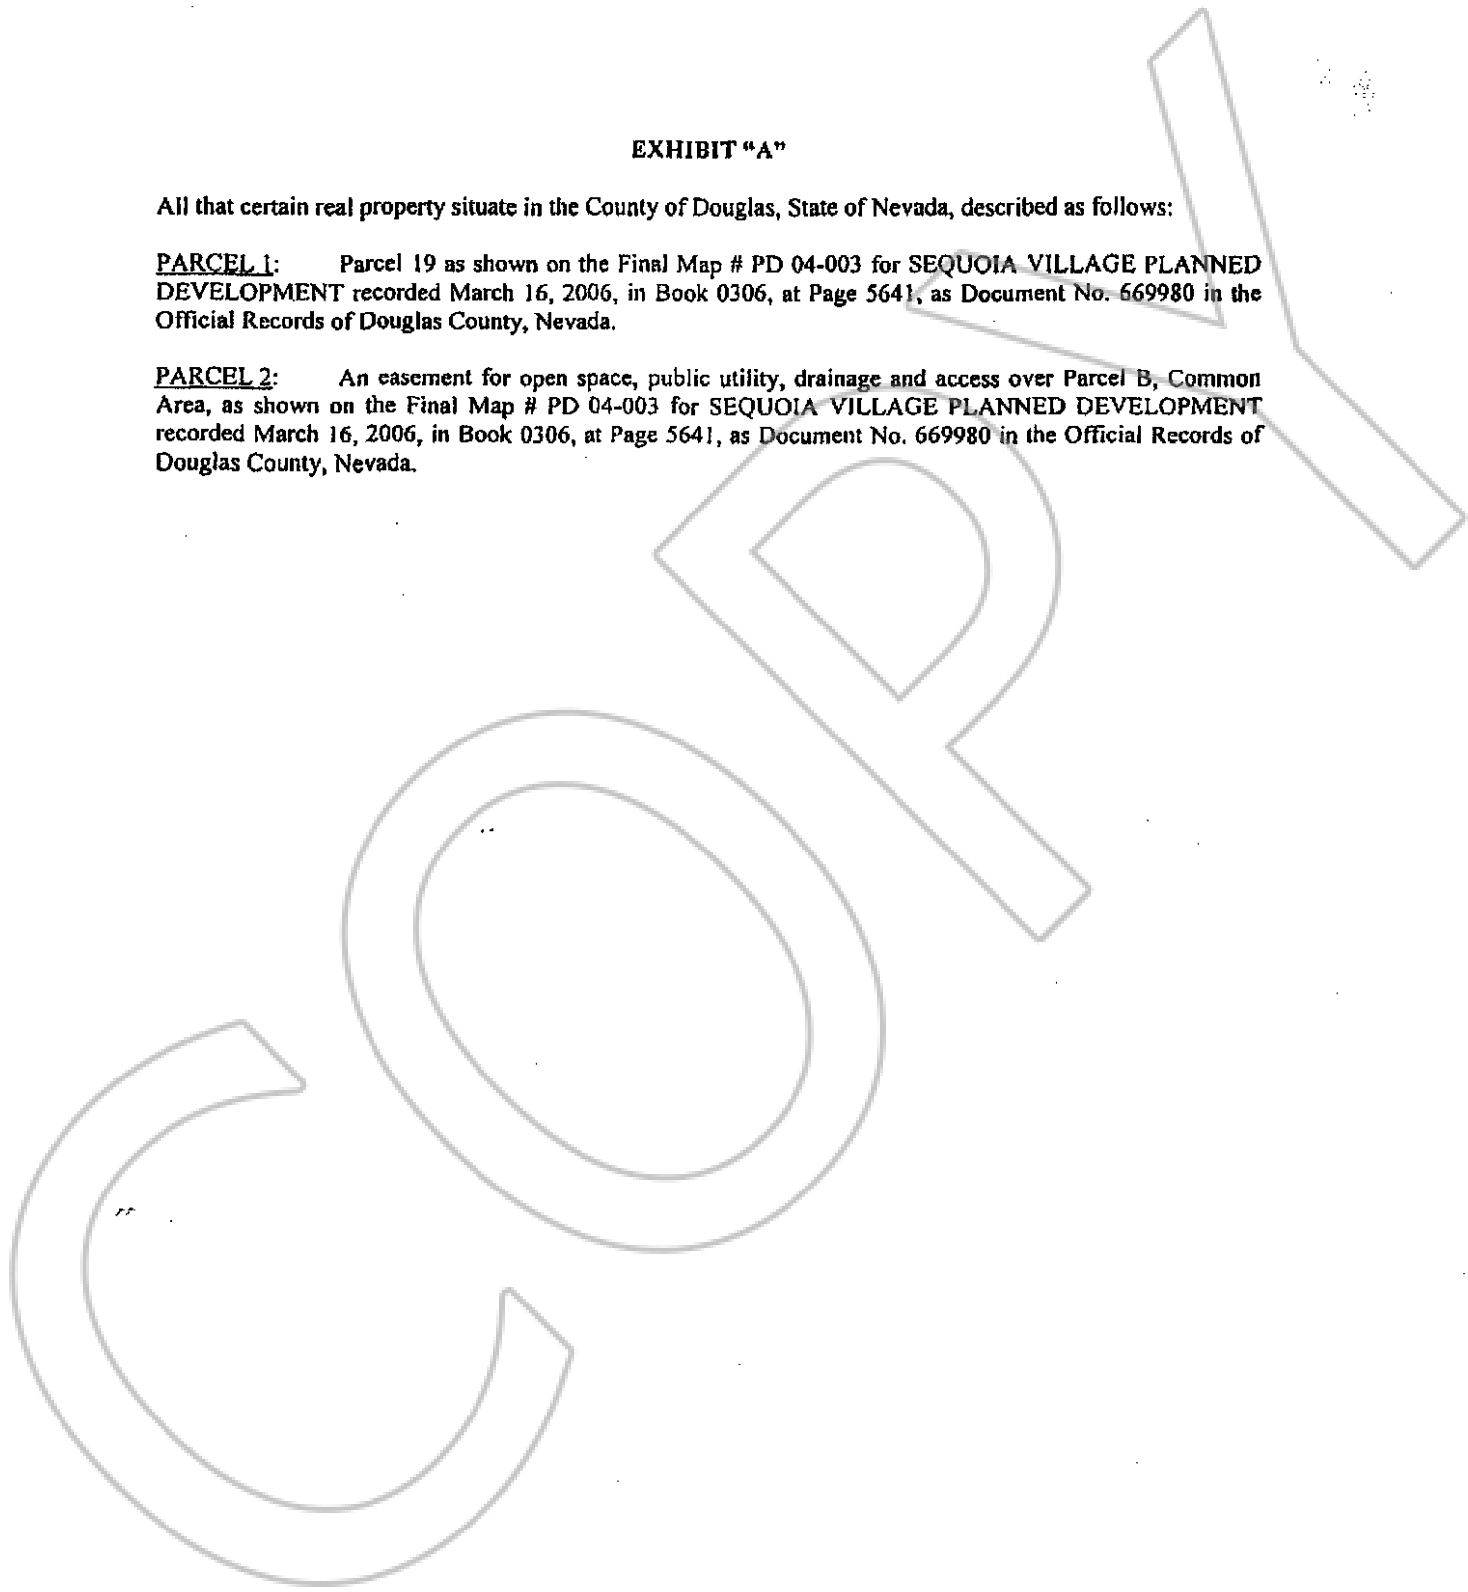 EXHIBIT “A”
All that certain real property situate in the County of Douglas, State of Nevada, described as follows:
PARCEL 1: Parcel 19 as shown on the Final Map # PD 04-003 for SEQUOIA VILLAGE PLANNED
DEVELOPMENT recorded March 16, 2006, in Book 0306, at Page 5641, as Document No. 669980 in the
Official Records of Douglas County, Nevada.
PARCEL 2: An easement for open space, public utility, drainage and access over Parcel B, Common
Area, as shown on the Final Map # PD 04-003 for SEQUOIA VILLAGE PLANNED DEVELOPMENT
recorded March 16, 2006, in Book 0306, at Page 5641, as Document No. 669980 in the Official Records of
Douglas County, Nevada.
COPY